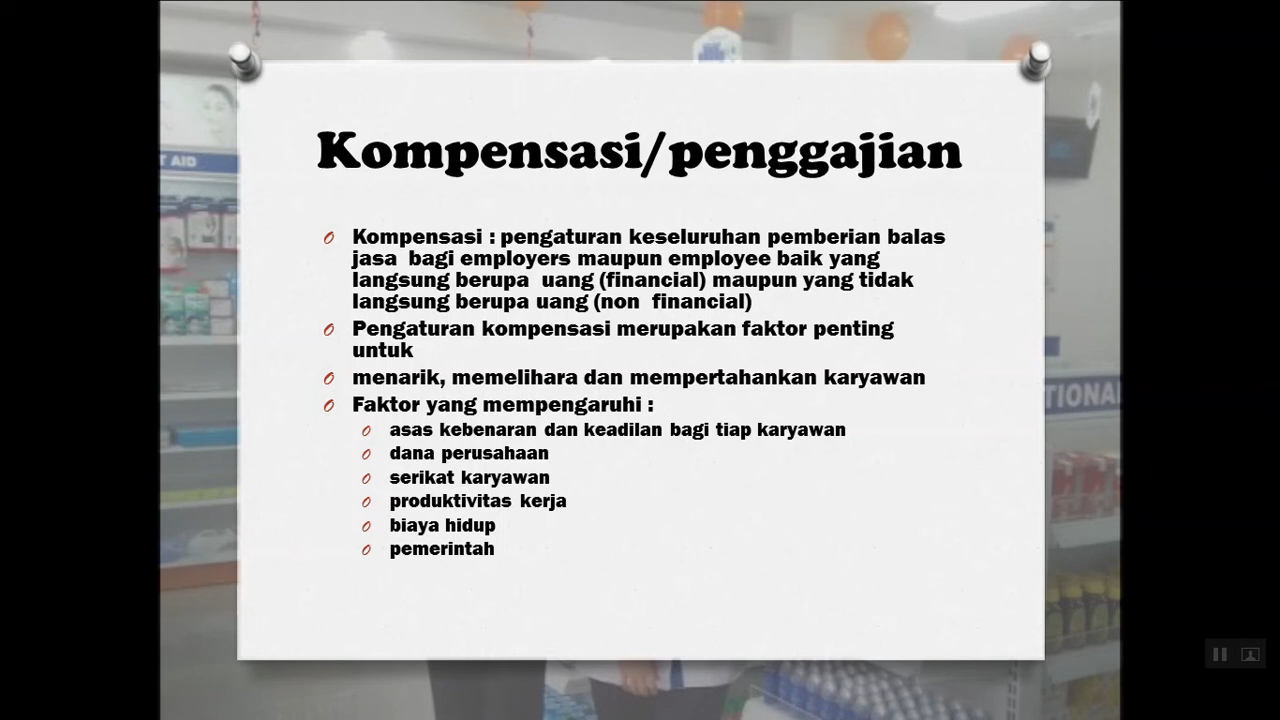 Kompensasi/penggajian
Kompensasi : pengaturan keseluruhan pemberian balas
jasa bagi employers maupun employee baik yang
langsung berupa uang (financial) maupun yang tidak
langsung berupa uang (non financial)
Pengaturan kompensasi merupakan faktor penting
untuk
menarik, memelihara dan mempertahankan karyawan
Faktor yang mempengaruhi :
asas kebenaran dan keadilan bagi tiap karyawan
dana perusahaan
serikat karyawan
produktivitas kerja
biaya hidup
pemerintah
T AID
TIONAL